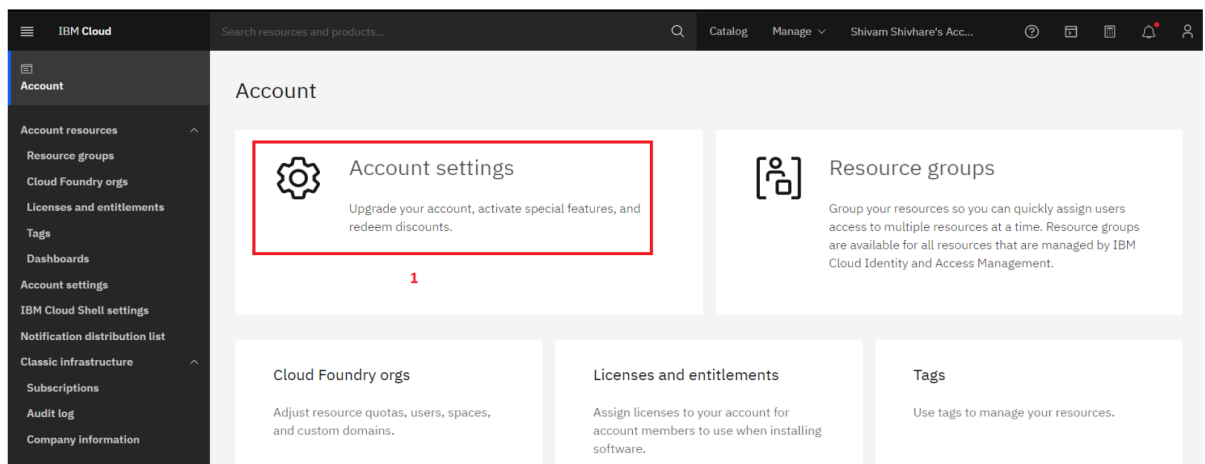 IBM Cloud
Search resources and products...
Catalog
Manage
Shivam Shivhare's Acc...
Account
Account resources
Resource groups
Cloud Foundry orgs
Licenses and entitlements
Tags
Dashboards
Account settings
IBM Cloud Shell settings
Notification distribution list
Classic infrastructure
Subscriptions
Audit log
Company information
Account
Account settings
Upgrade your account, activate special features, and
redeem discounts.
1
Resource groups
Group your resources so you can quickly assign users
access to multiple resources at a time. Resource groups
are available for all resources that are managed by IBM
Cloud Identity and Access Management.
Cloud Foundry orgs
Adjust resource quotas, users, spaces,
and custom domains.
Licenses and entitlements
Assign licenses to your account for
account members to use when installing
software.
Tags
Use tags to manage your resources.